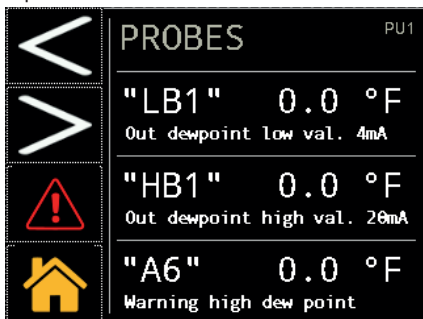 PROBES PU1
"LB1" 0.0 °F
Out dewpoint low val. 4mA
"HB1" 0.0 °F
Out dewpoint high val. 20mA
"A6" 0.0 °F
Warning high dew point